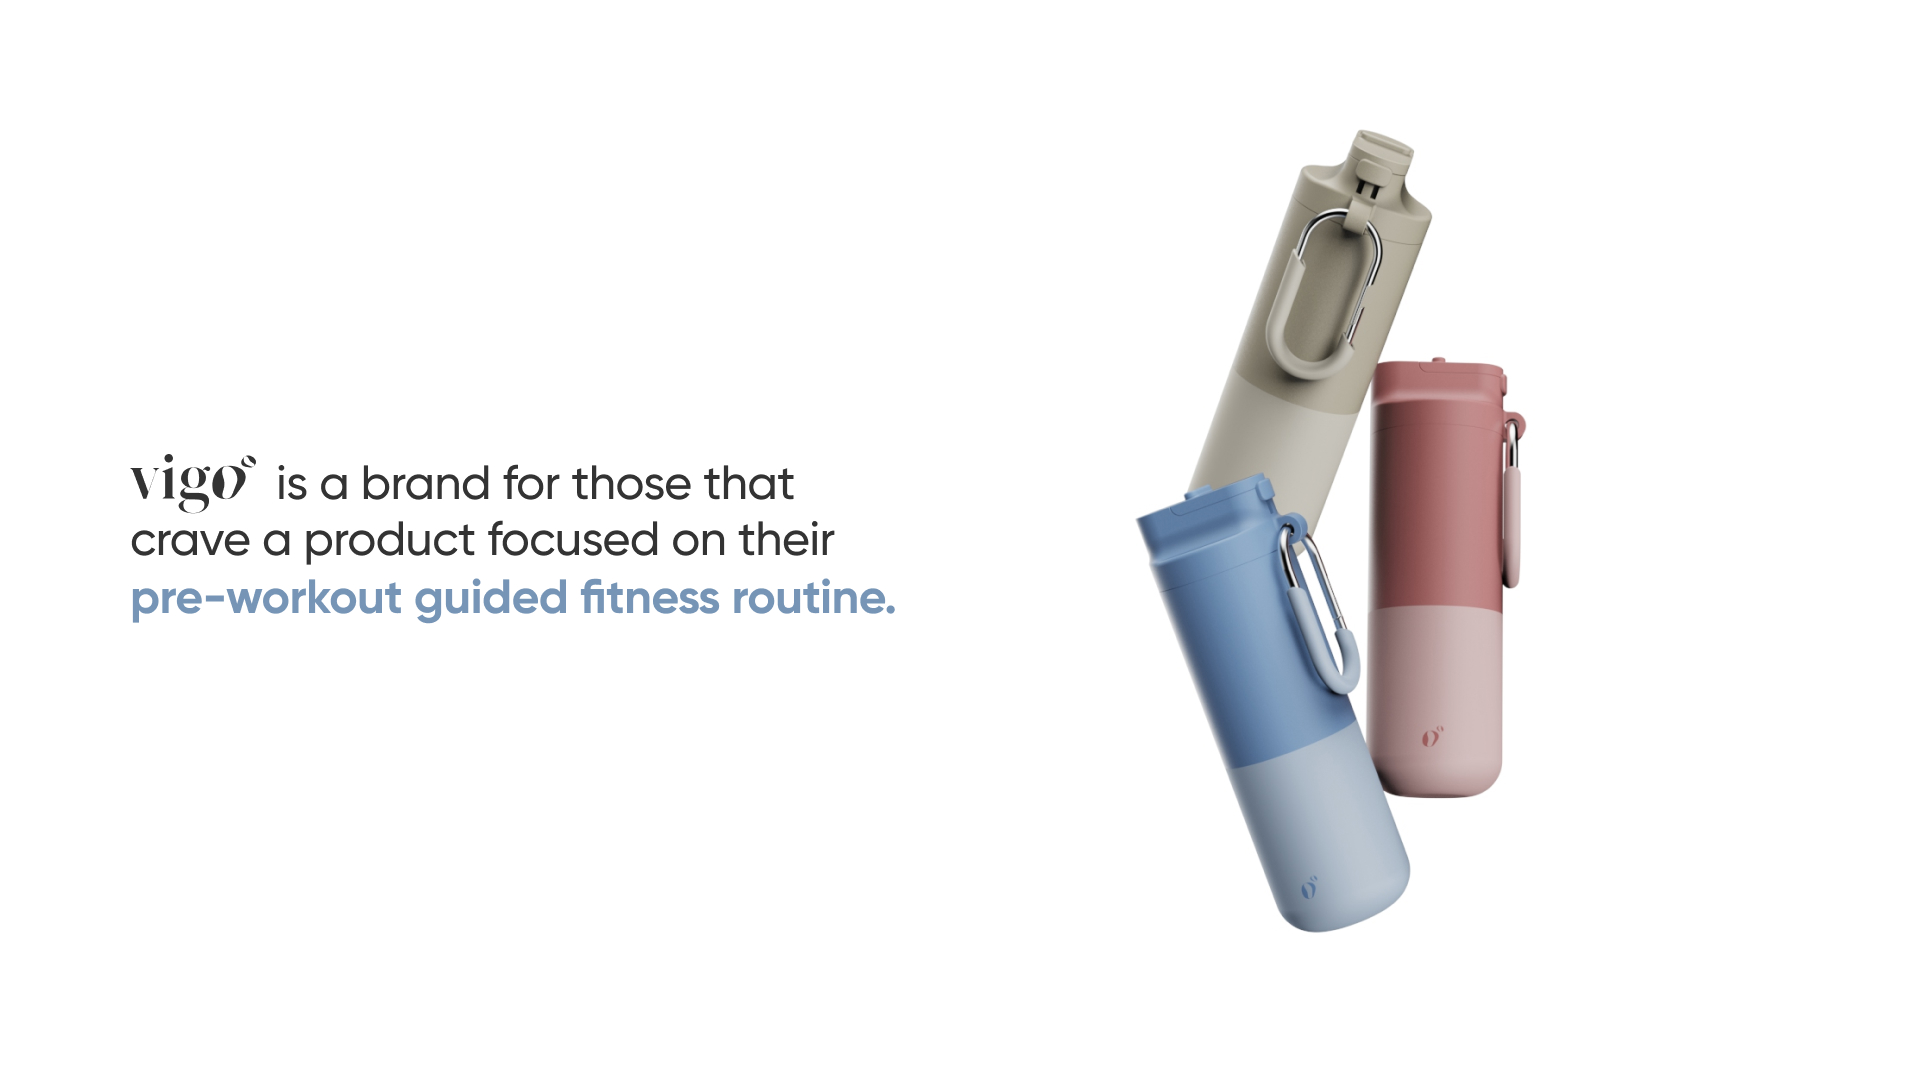 vigo is a brand for those that
crave a product focused on their
pre-workout guided fitness routine.